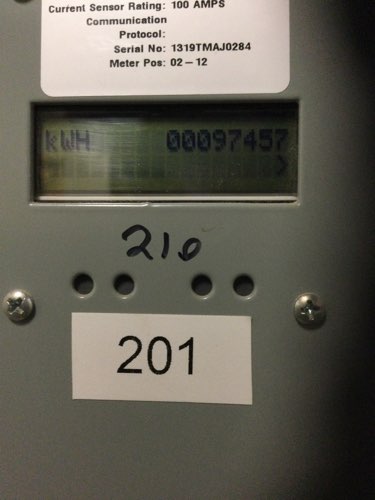 Current Sensor Rating: 100 AMPS
Communication
Protocol:
Serial No: 1319TMAJ0284
Meter Pos: 02 – 12
kWH 00097457
>
210
201